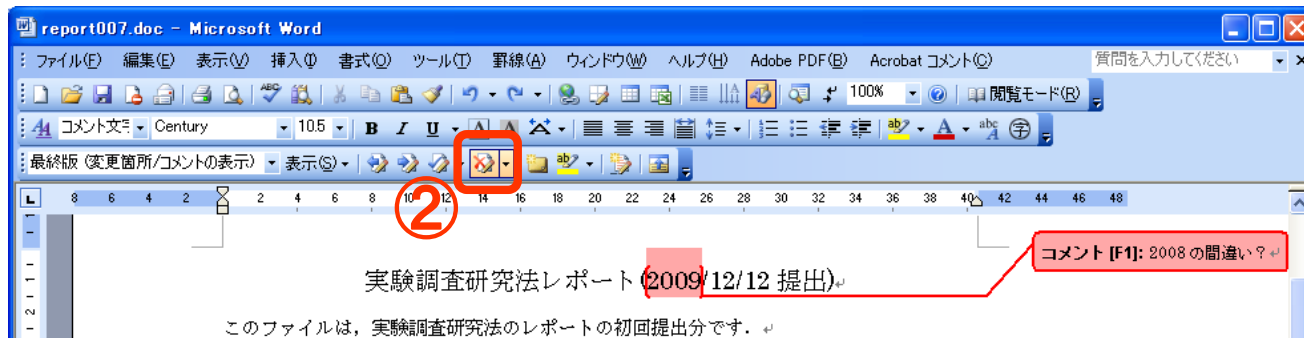 report007.doc - Microsoft Word
ファイル(F) 編集(E) 表示(V) 挿入(I) 書式(O) ツール(T) 罫線(A) ウィンドウ(W) ヘルプ(H) Adobe PDF(B) Acrobat コメント(C) 質問を入力してください
ABC 100% 閲覧モード(R)
コメント文字 Century 10.5 B I U A A A ab A abc 字
最終版 (変更箇所/コメントの表示) 表示(S) ab
②
L 8 6 4 2 2 4 6 8 10 12 14 16 18 20 22 24 26 28 30 32 34 36 38 40 42 44 46 48
コメント [F1]: 2008 の間違い？
実験調査研究法レポート(2009/12/12 提出)
このファイルは，実験調査研究法のレポートの初回提出分です．